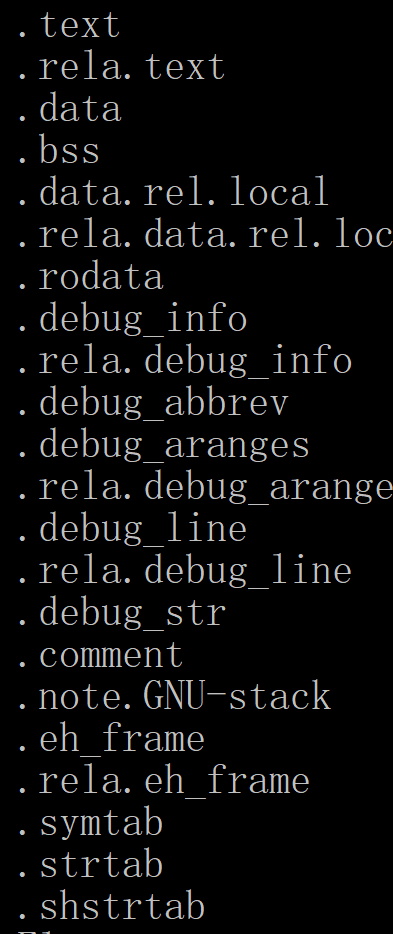 .text
.rela.text
.data
.bss
.data.rel.local
.rela.data.rel.loc
.rodata
.debug_info
.rela.debug_info
.debug_abbrev
.debug_aranges
.rela.debug_arange
.debug_line
.rela.debug_line
.debug_str
.comment
.note.GNU-stack
.eh_frame
.rela.eh_frame
.symtab
.strtab
.shstrtab